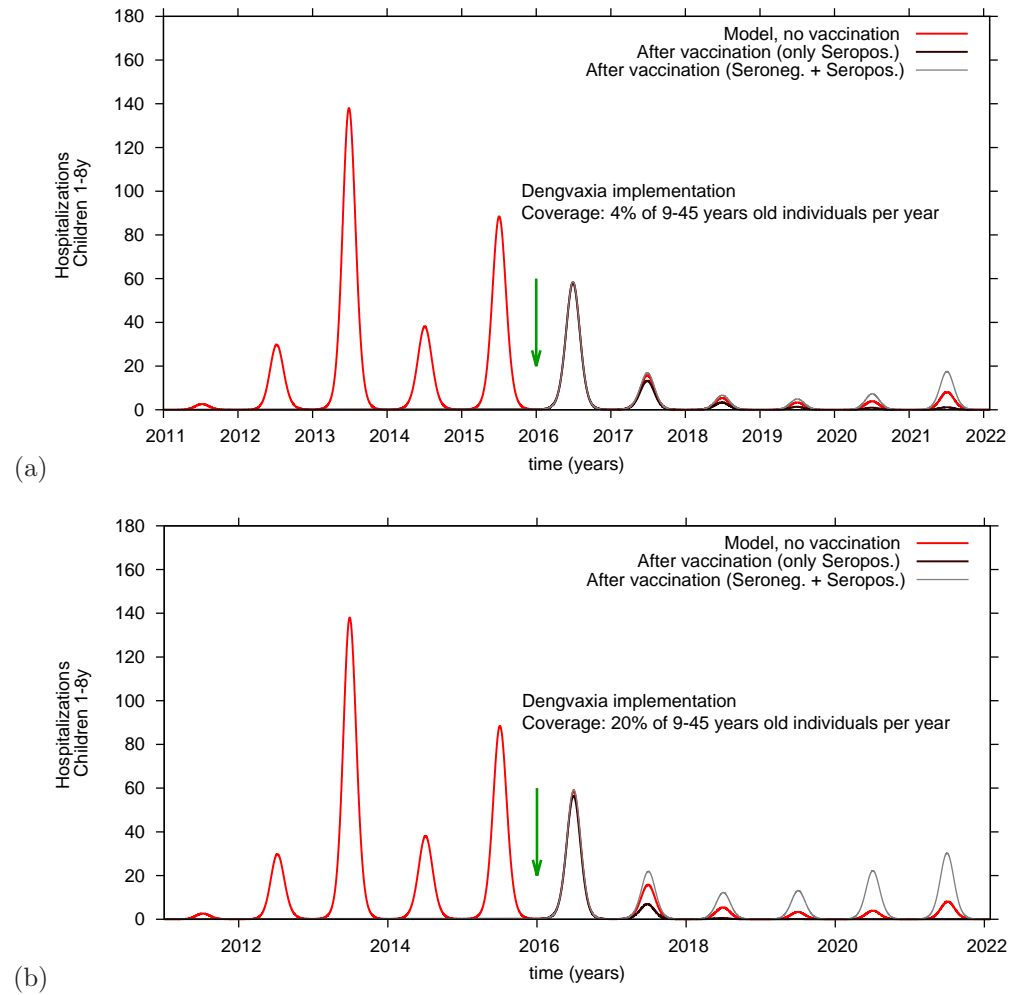 180
160
140
120
100
80
60
40
20
0
Hospitalizations
Children 1-8y
Model, no vaccination
After vaccination (only Seropos.)
After vaccination (Seroneg. + Seropos.)
Dengvaxia implementation
Coverage: 4% of 9-45 years old individuals per year
2011 2012 2013 2014 2015 2016 2017 2018 2019 2020 2021 2022
time (years)
(a)
180
160
140
120
100
80
60
40
20
0
Hospitalizations
Children 1-8y
Model, no vaccination
After vaccination (only Seropos.)
After vaccination (Seroneg. + Seropos.)
Dengvaxia implementation
Coverage: 20% of 9-45 years old individuals per year
2012 2014 2016 2018 2020 2022
time (years)
(b)